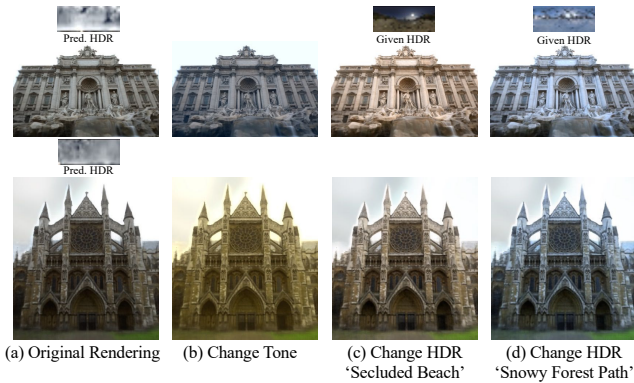 Pred. HDR
Given HDR
Given HDR
Pred. HDR
(a) Original Rendering
(b) Change Tone
(c) Change HDR
‘Secluded Beach’
(d) Change HDR
‘Snowy Forest Path’